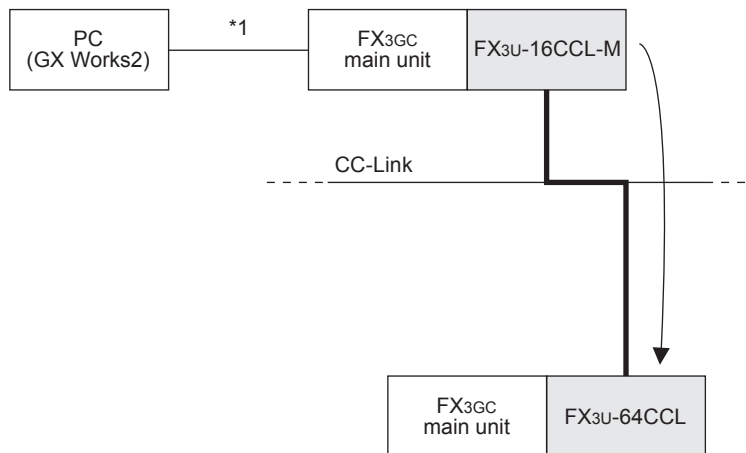 PC
(GX Works2)
*1
FX3GC
main unit
FX3U-16CCL-M
CC-Link
FX3GC
main unit
FX3U-64CCL